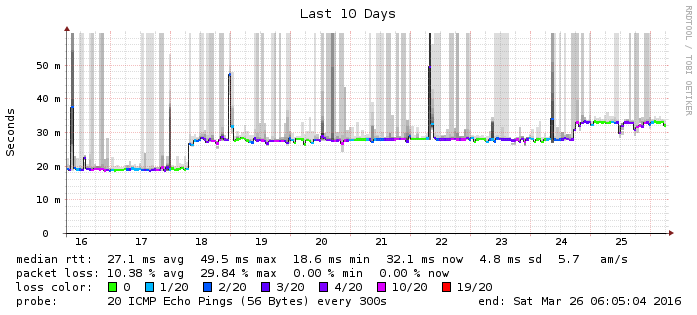 Last 10 Days
RRDTOOL / TOBI OETIKER
Seconds
50 m
40 m
30 m
20 m
10 m
0
16 17 18 19 20 21 22 23 24 25
median rtt: 27.1 ms avg 49.5 ms max 18.6 ms min 32.1 ms now 4.8 ms sd 5.7 am/s
packet loss: 10.38 % avg 29.84 % max 0.00 % min 0.00 % now
loss color: 0 1/20 2/20 3/20 4/20 10/20 19/20
probe: 20 ICMP Echo Pings (56 Bytes) every 300s end: Sat Mar 26 06:05:04 2016